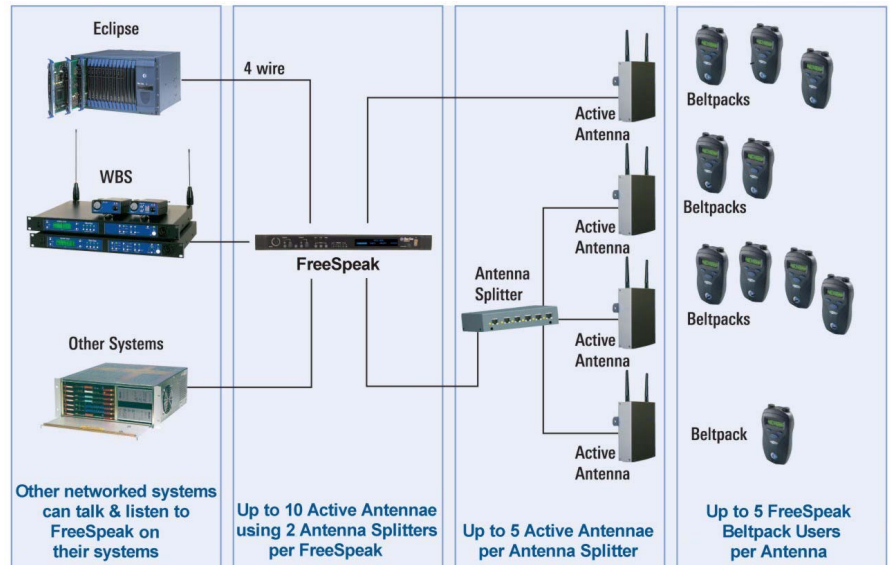 Eclipse
4 wire
WBS
Other Systems
Other networked systems
can talk & listen to
FreeSpeak on
their systems
FreeSpeak
Up to 10 Active Antennae
using 2 Antenna Splitters
per FreeSpeak
Active
Antenna
Active
Antenna
Antenna
Splitter
Active
Antenna
Active
Antenna
Up to 5 Active Antennae
per Antenna Splitter
Beltpacks
Beltpacks
Beltpacks
Beltpack
Up to 5 FreeSpeak
Beltpack Users
per Antenna